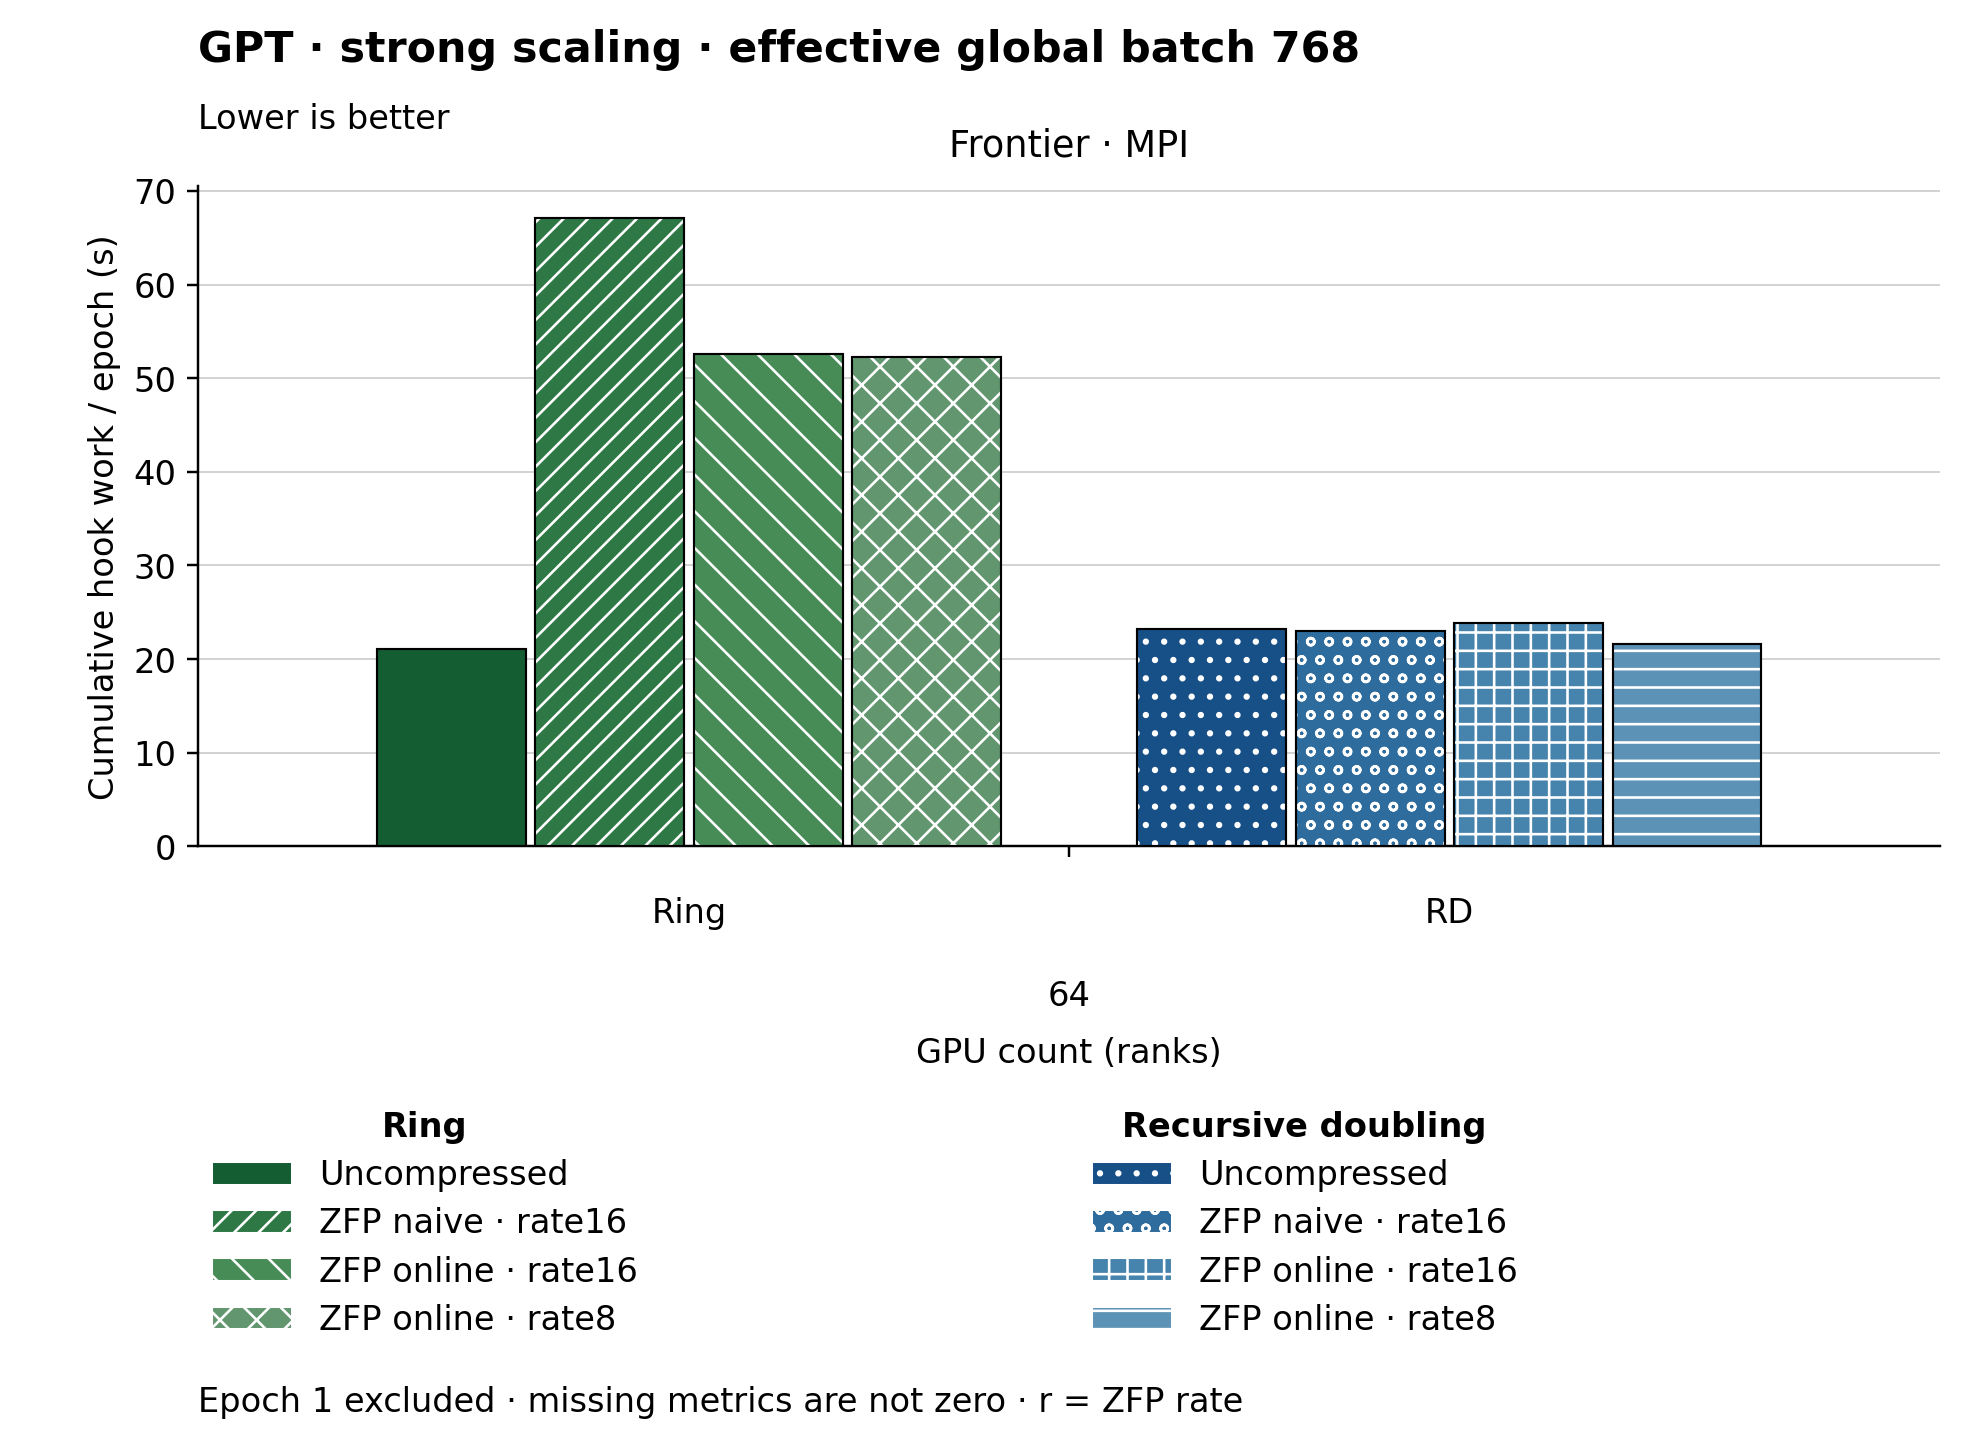 GPT · strong scaling · effective global batch 768
Lower is better
Frontier · MPI
Cumulative hook work / epoch (s)
70
60
50
40
30
20
10
0
Ring
RD
64
GPU count (ranks)
Ring
Uncompressed
ZFP naive · rate16
ZFP online · rate16
ZFP online · rate8
Recursive doubling
Uncompressed
ZFP naive · rate16
ZFP online · rate16
ZFP online · rate8
Epoch 1 excluded · missing metrics are not zero · r = ZFP rate